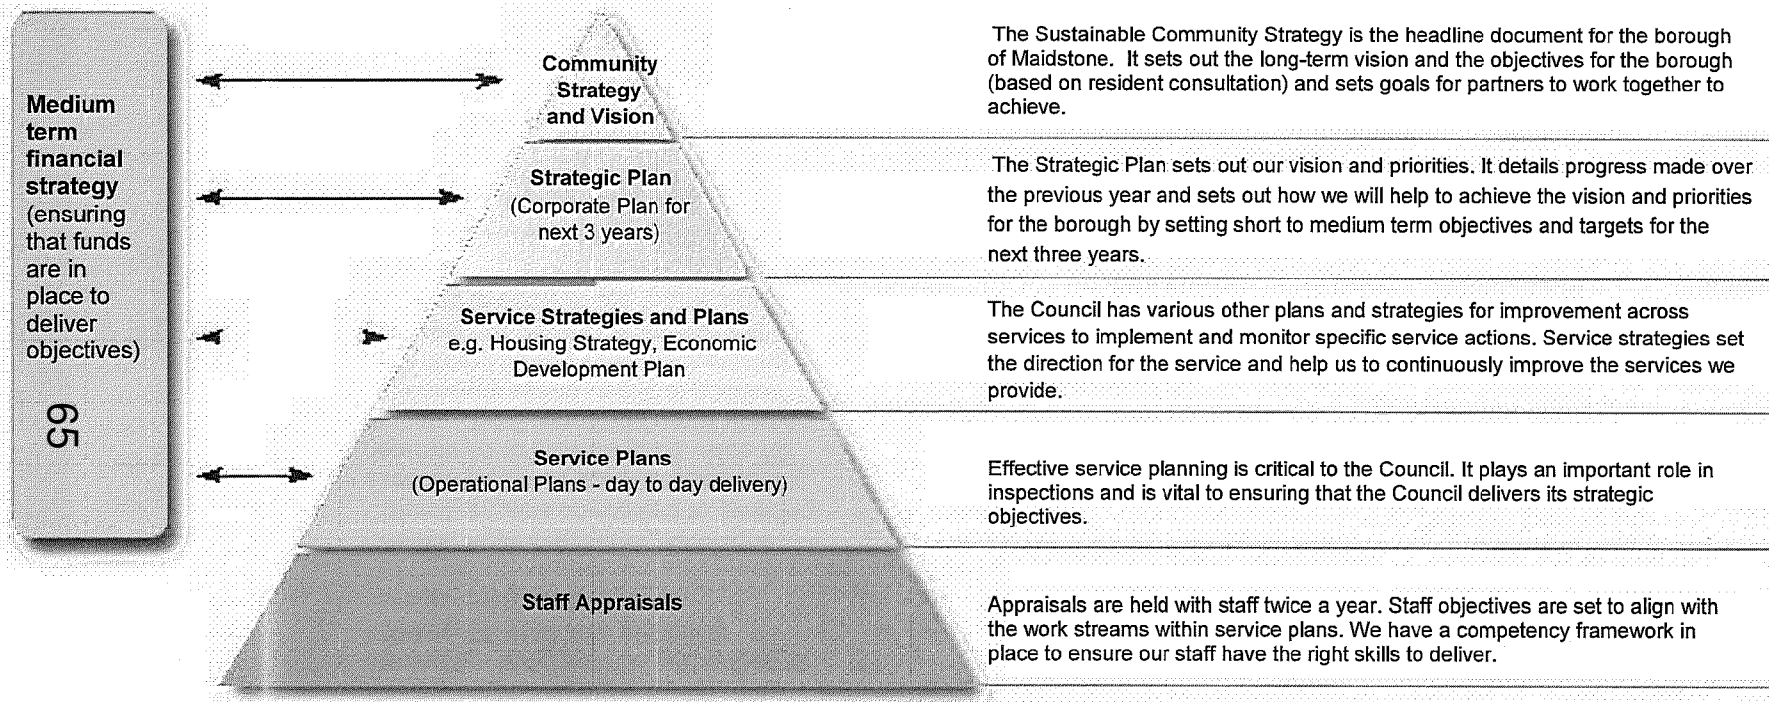 Medium
term
financial
strategy
(ensuring
that funds
are in
place to
deliver
objectives)
65
Community
Strategy
and Vision
The Sustainable Community Strategy is the headline document for the borough
of Maidstone. It sets out the long-term vision and the objectives for the borough
(based on resident consultation) and sets goals for partners to work together to
achieve.
Strategic Plan
(Corporate Plan for
next 3 years)
The Strategic Plan sets out our vision and priorities. It details progress made over
the previous year and sets out how we will help to achieve the vision and priorities
for the borough by setting short to medium term objectives and targets for the
next three years.
Service Strategies and Plans
e.g. Housing Strategy, Economic
Development Plan
The Council has various other plans and strategies for improvement across
services to implement and monitor specific service actions. Service strategies set
the direction for the service and help us to continuously improve the services we
provide.
Service Plans
(Operational Plans - day to day delivery)
Effective service planning is critical to the Council. It plays an important role in
inspections and is vital to ensuring that the Council delivers its strategic
objectives.
Staff Appraisals
Appraisals are held with staff twice a year. Staff objectives are set to align with
the work streams within service plans. We have a competency framework in
place to ensure our staff have the right skills to deliver.